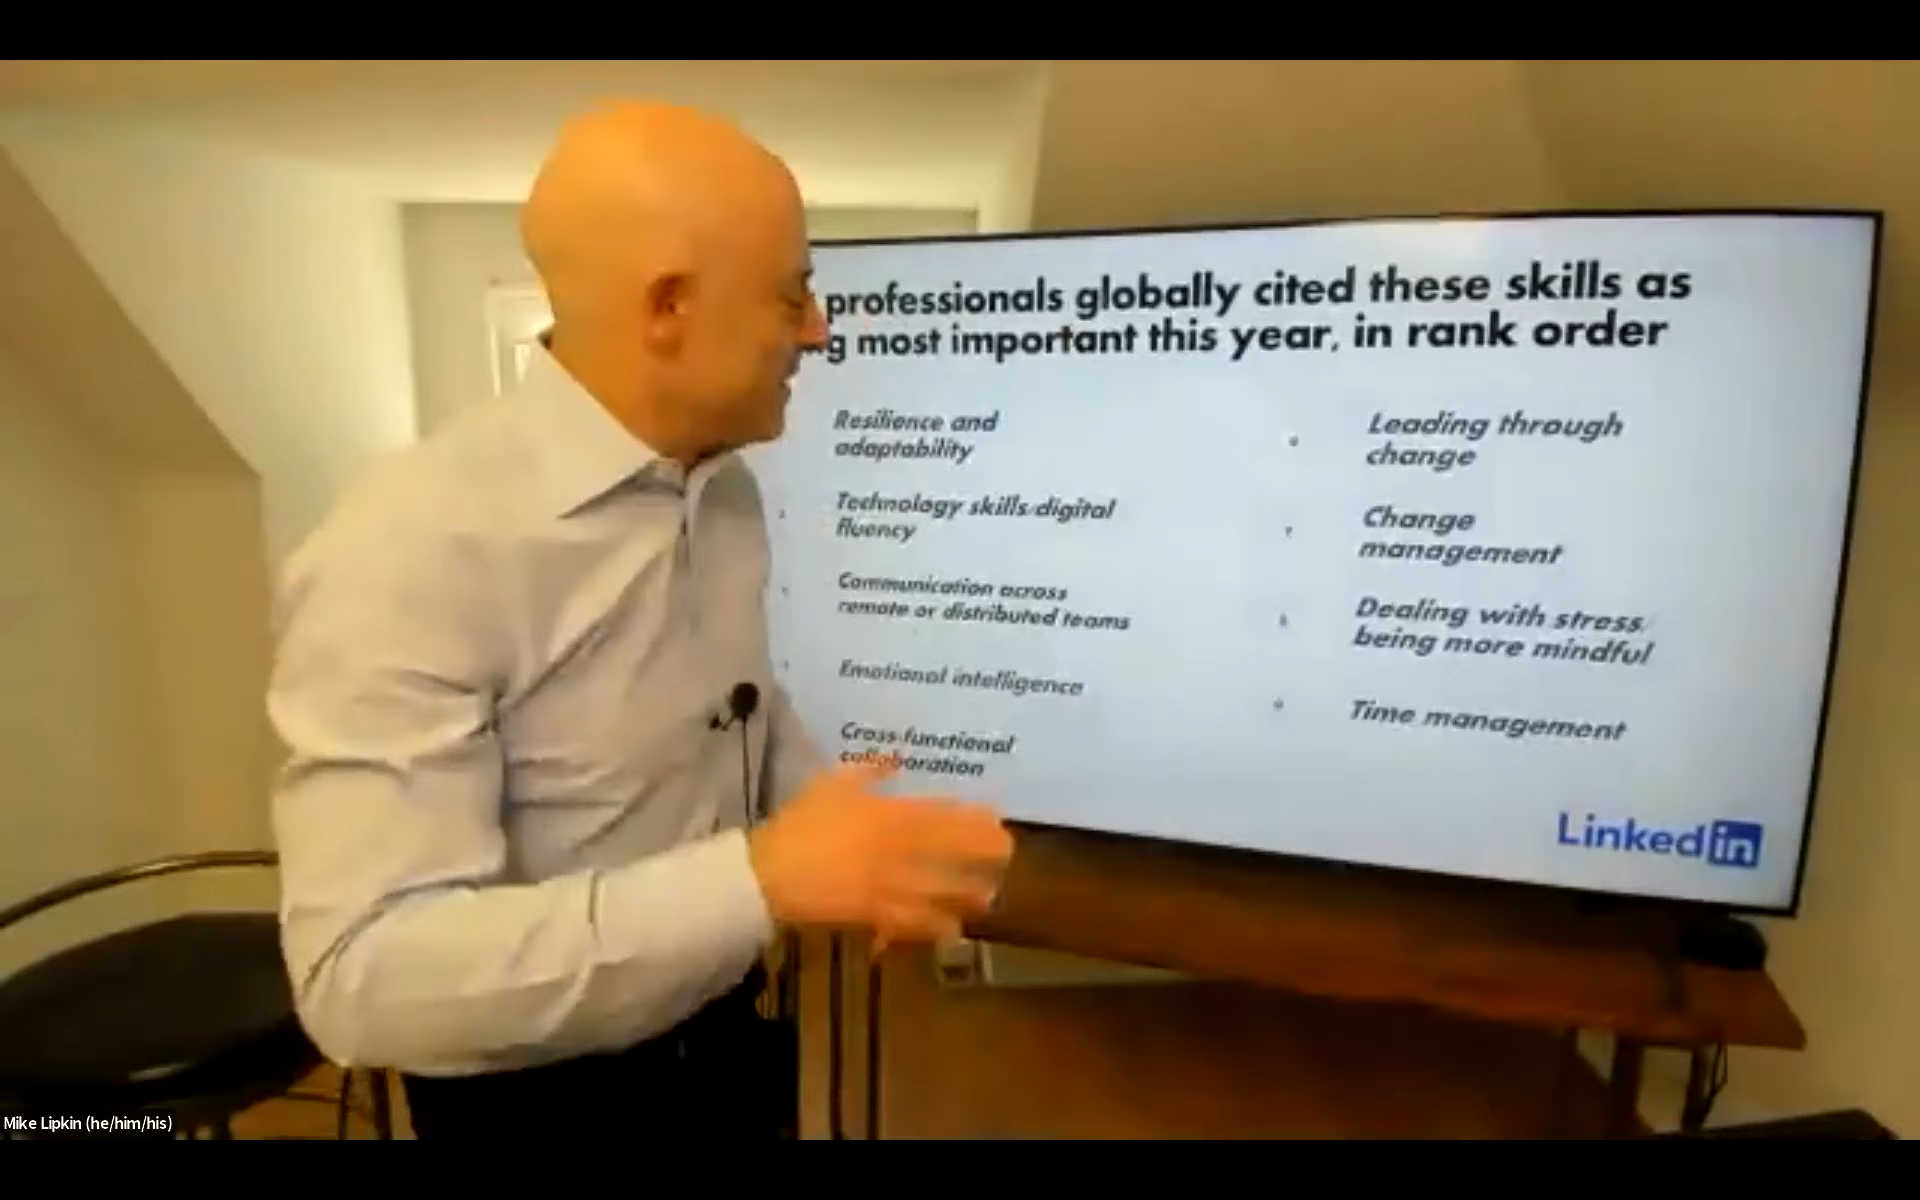 professionals globally cited these skills as
most important this year, in rank order
Resilience and
adaptability
Technology skills/digital
fluency
Communication across
remote or distributed teams
Emotional intelligence
Cross-functional
collaboration
Leading through
change
Change
management
Dealing with stress/
being more mindful
Time management
Linkedin
Mike Lipkin (he/him/his)